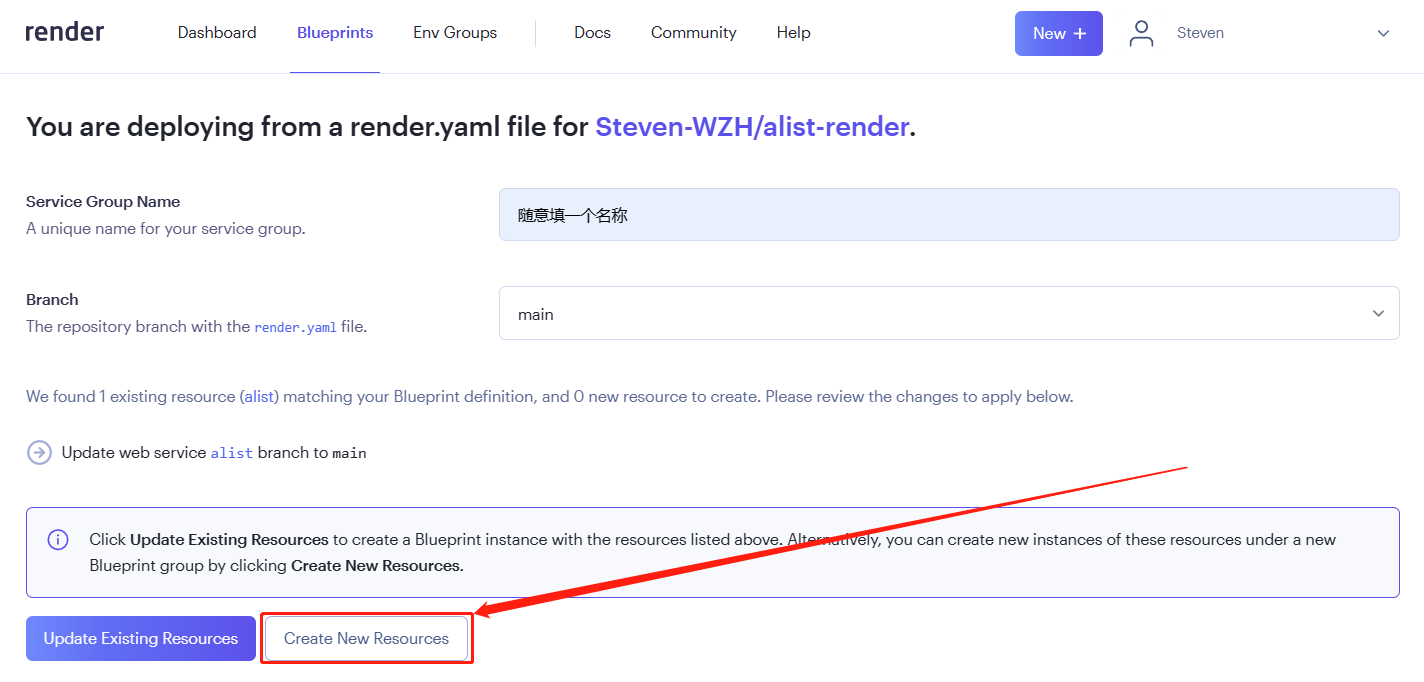 render Dashboard Blueprints Env Groups Docs Community Help New + Steven
You are deploying from a render.yaml file for Steven-WZH/alist-render.
Service Group Name
A unique name for your service group.
随意填一个名称
Branch
The repository branch with the render.yaml file.
main
We found 1 existing resource (alist) matching your Blueprint definition, and 0 new resource to create. Please review the changes to apply below.
Update web service alist branch to main
Click Update Existing Resources to create a Blueprint instance with the resources listed above. Alternatively, you can create new instances of these resources under a new
Blueprint group by clicking Create New Resources.
Update Existing Resources Create New Resources